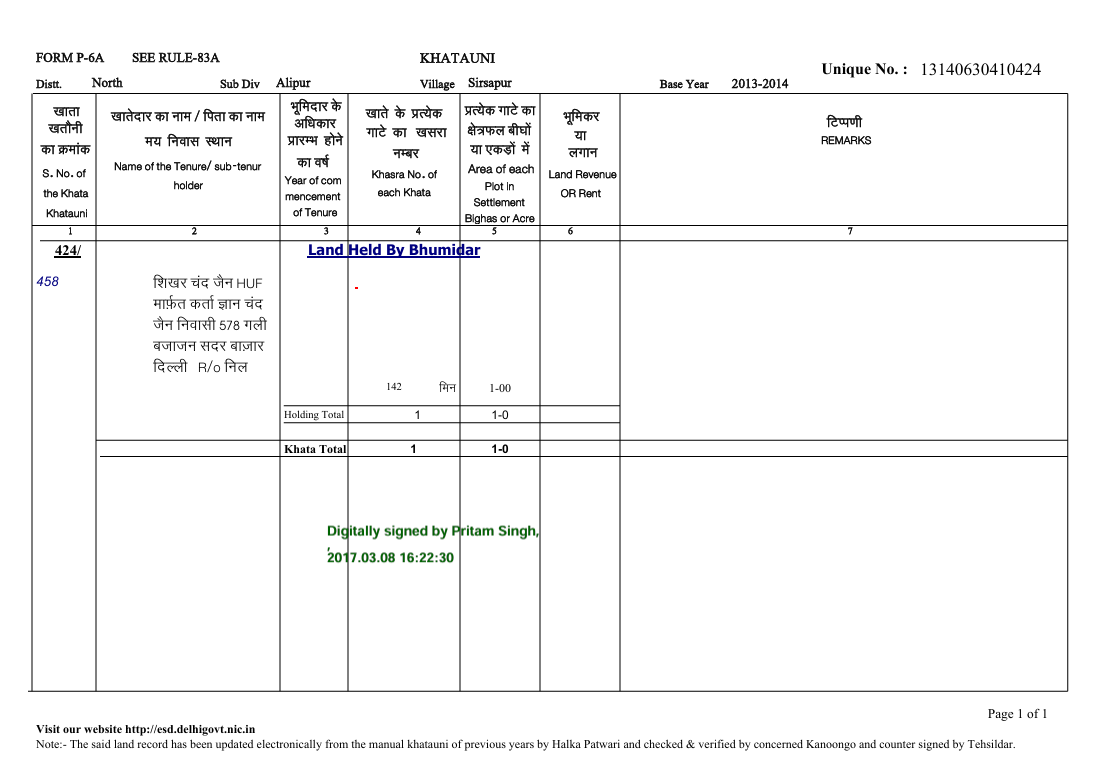 FORM P-6A SEE RULE-83A KHATAUNI
Unique No. : 13140630410424
Distt. North Sub Div Alipur Village Sirsapur Base Year 2013-2014
खाता
खतौनी
का क्रमांक
S. No. of
the Khata
Khatauni
खातेदार का नाम / पिता का नाम
मय निवास स्थान
Name of the Tenure/ sub-tenur
holder
भूमिदार के
अधिकार
प्रारम्भ होने
का वर्ष
Year of com
mencement
of Tenure
खाते के प्रत्येक
गाटे का खसरा
नम्बर
Khasra No. of
each Khata
प्रत्येक गाटे का
क्षेत्रफल बीघों
या एकड़ों में
Area of each
Plot in
Settlement
Bighas or Acre
भूमिकर
या
लगान
Land Revenue
OR Rent
टिप्पणी
REMARKS
1 2 3 4 5 6 7
424/ Land Held By Bhumidar
458
शिखर चंद जैन HUF
मार्फ़त कर्ता ज्ञान चंद
जैन निवासी 578 गली
बजाजन सदर बाज़ार
दिल्ली R/o निल
-
142 मिन 1-00
Holding Total 1 1-0
Khata Total 1 1-0
Digitally signed by Pritam Singh,
,
2017.03.08 16:22:30
Page 1 of 1
Visit our website http://esd.delhigovt.nic.in
Note:- The said land record has been updated electronically from the manual khatauni of previous years by Halka Patwari and checked & verified by concerned Kanoongo and counter signed by Tehsildar.